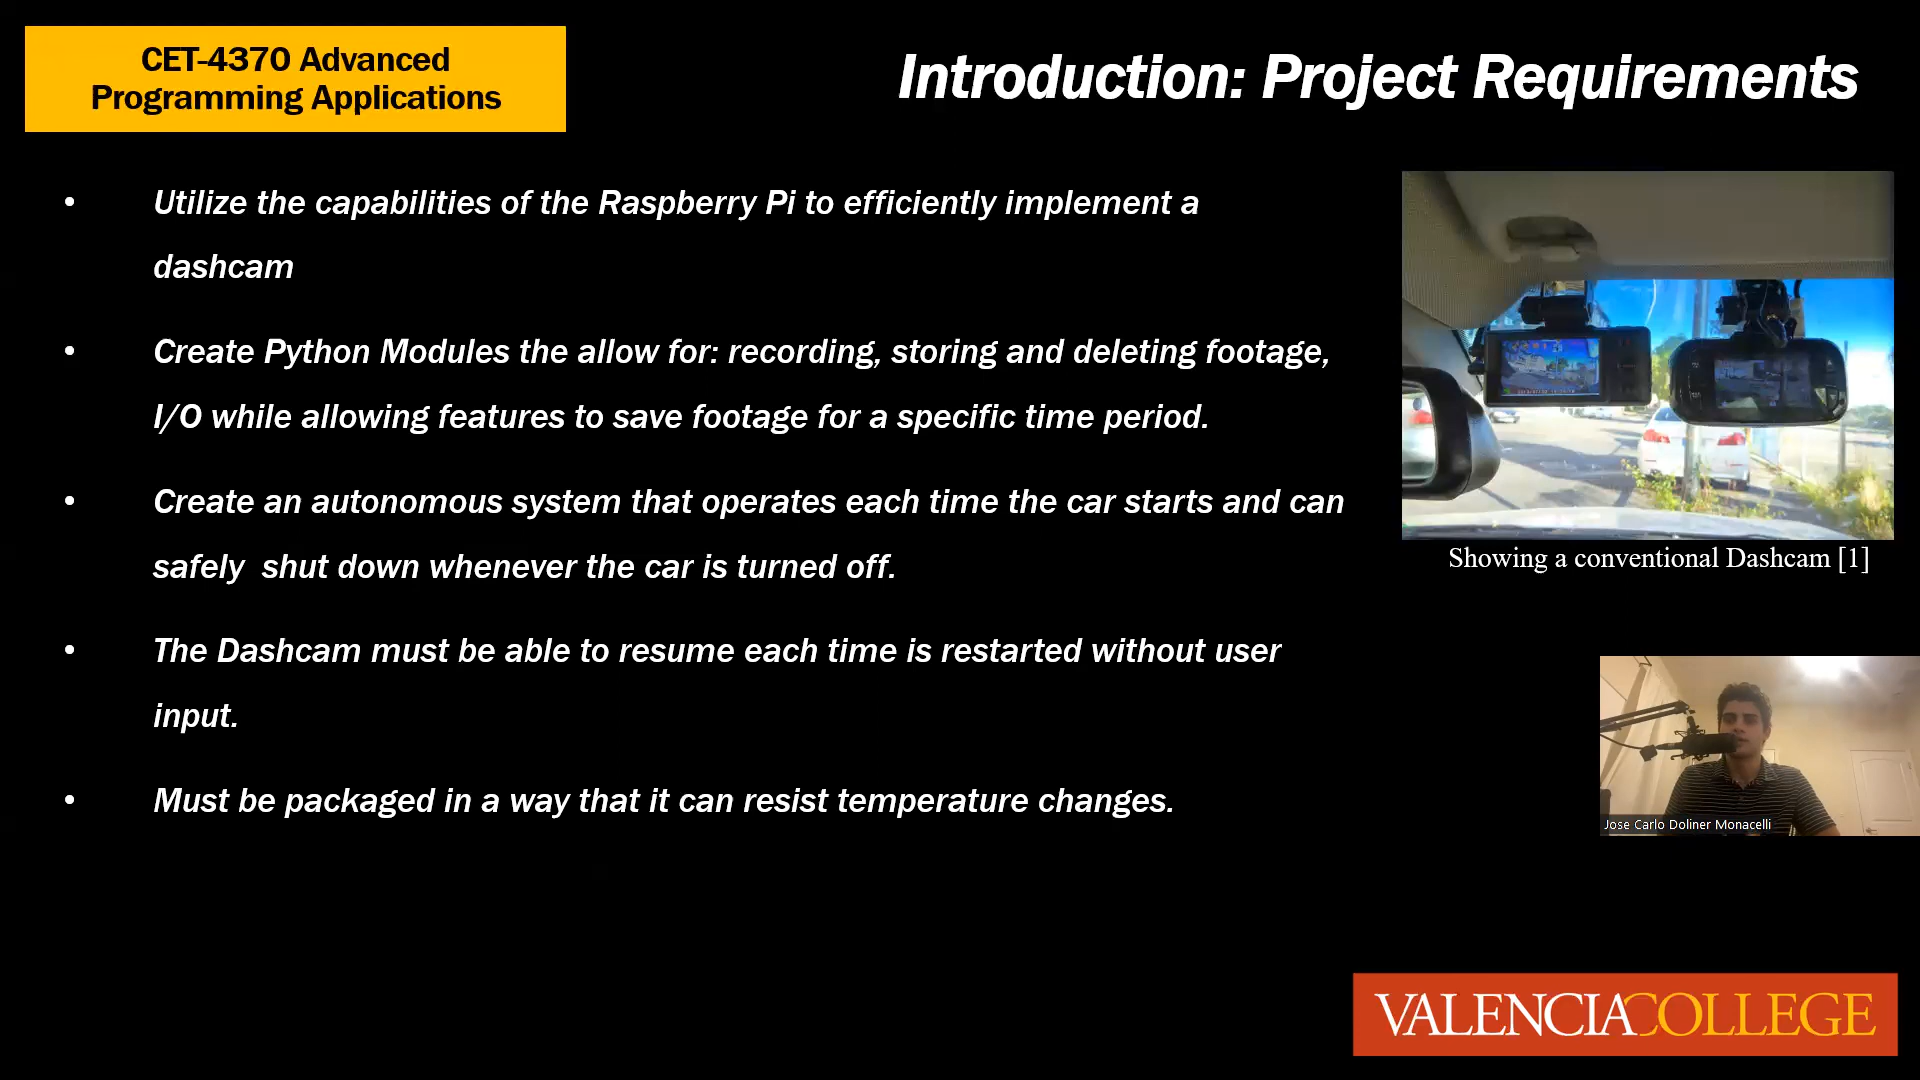 CET-4370 Advanced
Programming Applications
Introduction: Project Requirements
• Utilize the capabilities of the Raspberry Pi to efficiently implement a
dashcam
• Create Python Modules the allow for: recording, storing and deleting footage,
I/O while allowing features to save footage for a specific time period.
• Create an autonomous system that operates each time the car starts and can
safely  shut down whenever the car is turned off.
• The Dashcam must be able to resume each time is restarted without user
input.
• Must be packaged in a way that it can resist temperature changes.
Showing a conventional Dashcam [1]
Jose Carlo Doliner Monacelli
VALENCIACOLLEGE